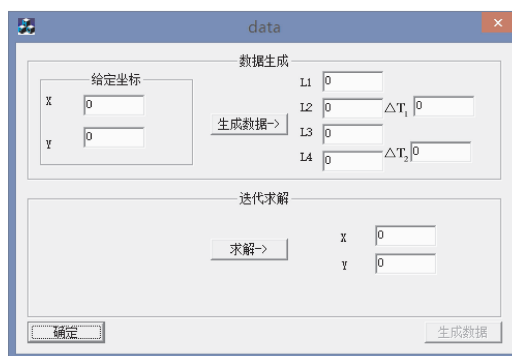 data
×
数据生成
给定坐标
X 0
y 0
生成数据->
L1 0
L2 0
L3 0
L4 0
△T₁ 0
△T₂ 0
迭代求解
求解->
X 0
y 0
确定
生成数据